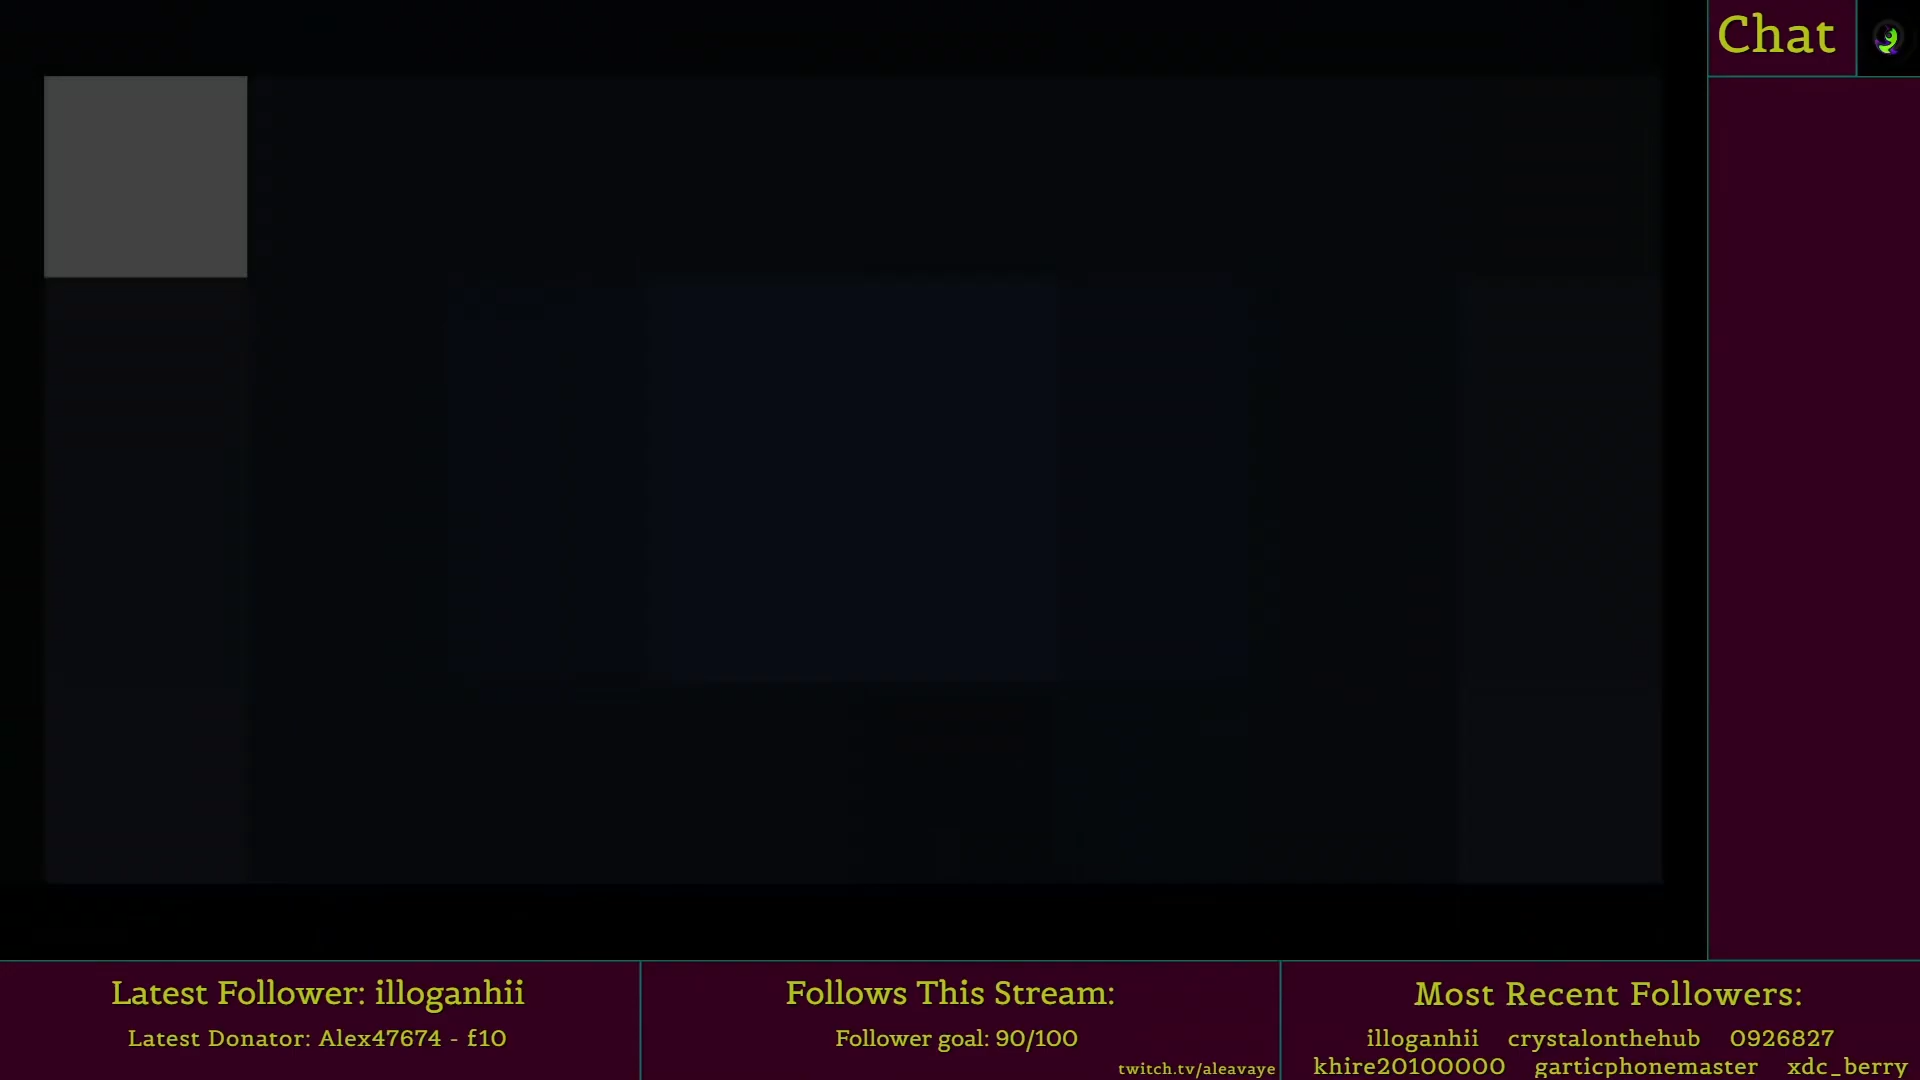 Chat
Latest Follower: illoganhii
Latest Donator: Alex47674 - £10
Follows This Stream:
Follower goal: 90/100
twitch.tv/aleavaye
Most Recent Followers:
illoganhii crystalonthehub 0926827
khire20100000 garticphonemaster xdc_berry